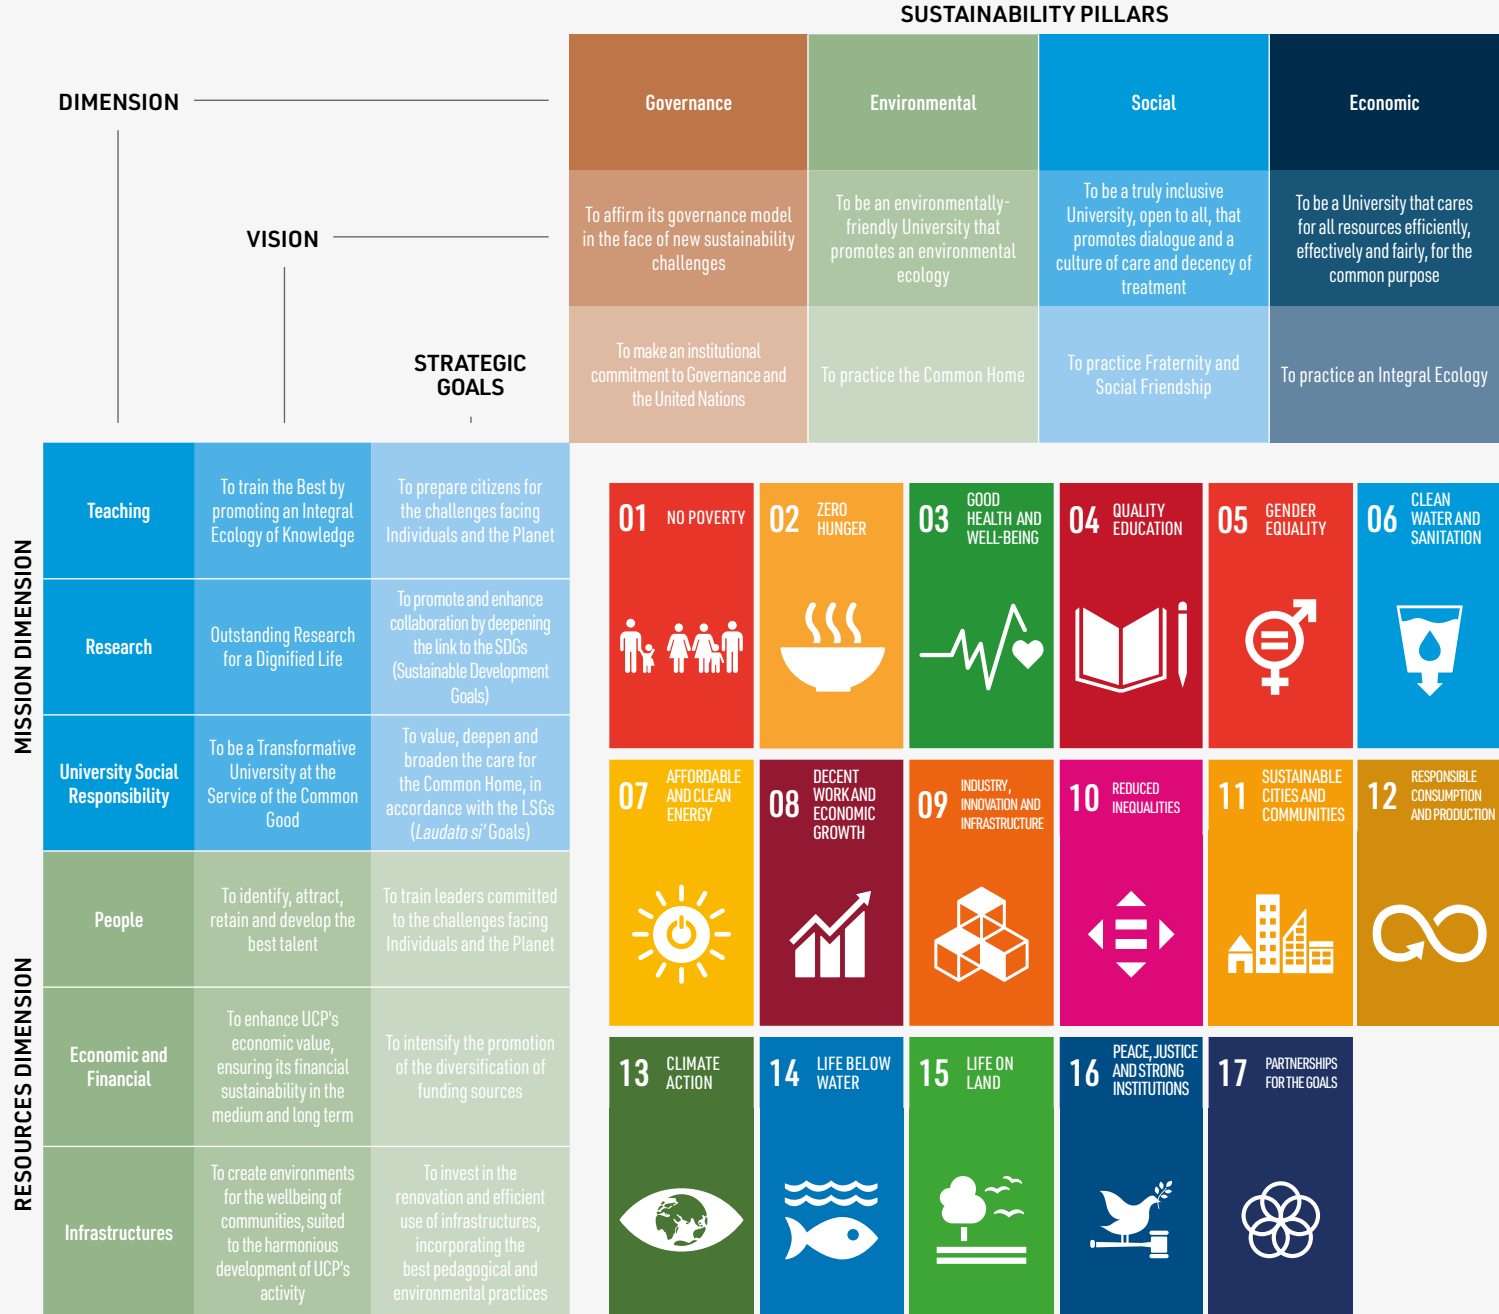 SUSTAINABILITY PILLARS
DIMENSION
Governance
Environmental
Social
Economic
VISION
To affirm its governance model
in the face of new sustainability
challenges
To be an environmentally-
friendly University that
promotes an environmental
ecology
To be a truly inclusive
University, open to all, that
promotes dialogue and a
culture of care and decency of
treatment
To be a University that cares
for all resources efficiently,
effectively and fairly, for the
common purpose
STRATEGIC
GOALS
To make an institutional
commitment to Governance and
the United Nations
To practice the Common Home
To practice Fraternity and
Social Friendship
To practice an Integral Ecology
MISSION DIMENSION
Teaching
To train the Best by
promoting an Integral
Ecology of Knowledge
To prepare citizens for
the challenges facing
Individuals and the Planet
Research
Outstanding Research
for a Dignified Life
To promote and enhance
collaboration by deepening
the link to the SDGs
(Sustainable Development
Goals)
University Social
Responsibility
To be a Transformative
University at the
Service of the Common
Good
To value, deepen and
broaden the care for
the Common Home, in
accordance with the LSGs
(Laudato si' Goals)
RESOURCES DIMENSION
People
To identify, attract,
retain and develop the
best talent
To train leaders committed
to the challenges facing
Individuals and the Planet
Economic and
Financial
To enhance UCP's
economic value,
ensuring its financial
sustainability in the
medium and long term
To intensify the promotion
of the diversification of
funding sources
Infrastructures
To create environments
for the wellbeing of
communities, suited
to the harmonious
development of UCP's
activity
To invest in the
renovation and efficient
use of infrastructures,
incorporating the
best pedagogical and
environmental practices
01 NO POVERTY
02 ZERO
HUNGER
03 GOOD
HEALTH AND
WELL-BEING
04 QUALITY
EDUCATION
05 GENDER
EQUALITY
06 CLEAN
WATER AND
SANITATION
07 AFFORDABLE
AND CLEAN
ENERGY
08 DECENT
WORK AND
ECONOMIC
GROWTH
09 INDUSTRY,
INNOVATION AND
INFRASTRUCTURE
10 REDUCED
INEQUALITIES
11 SUSTAINABLE
CITIES AND
COMMUNITIES
12 RESPONSIBLE
CONSUMPTION
AND PRODUCTION
13 CLIMATE
ACTION
14 LIFE BELOW
WATER
15 LIFE ON
LAND
16 PEACE, JUSTICE
AND STRONG
INSTITUTIONS
17 PARTNERSHIPS
FOR THE GOALS